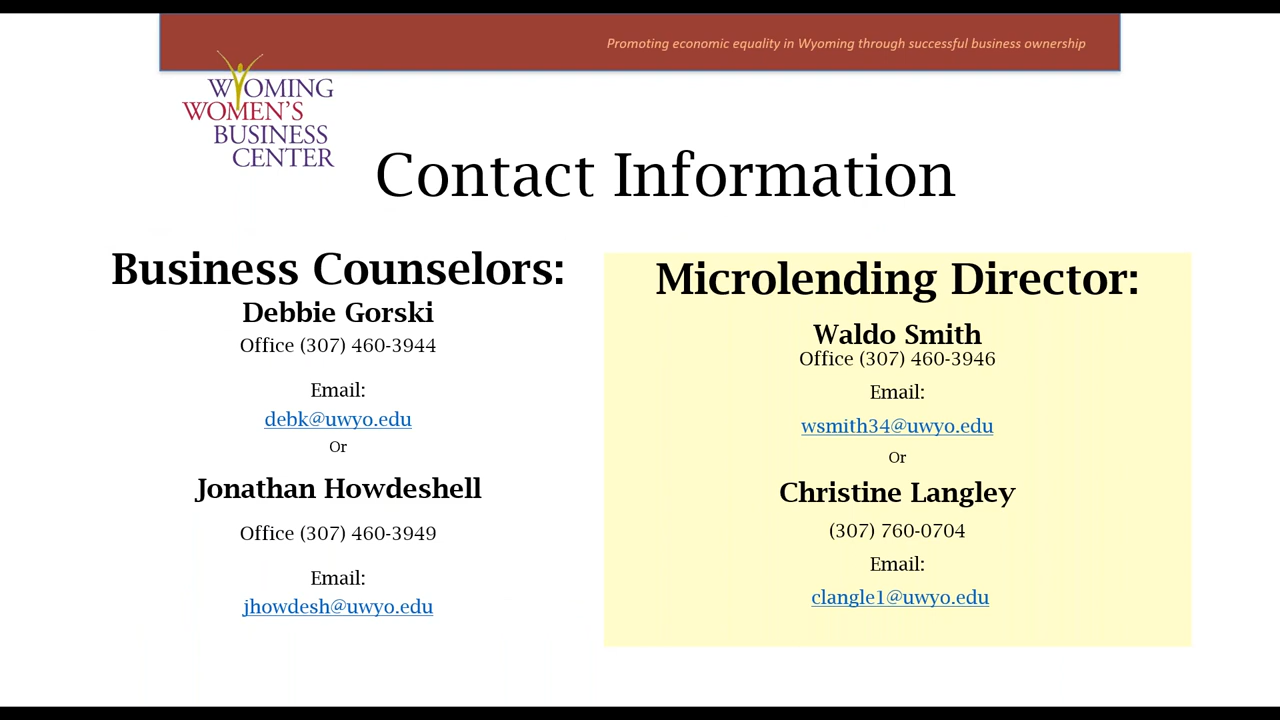 Promoting economic equality in Wyoming through successful business ownership
WYOMING
WOMEN'S
BUSINESS
CENTER
Contact Information
Business Counselors:
Debbie Gorski
Office (307) 460-3944
Email:
debk@uwyo.edu
Or
Jonathan Howdeshell
Office (307) 460-3949
Email:
jhowdesh@uwyo.edu
Microlending Director:
Waldo Smith
Office (307) 460-3946
Email:
wsmith34@uwyo.edu
Or
Christine Langley
(307) 760-0704
Email:
clangle1@uwyo.edu